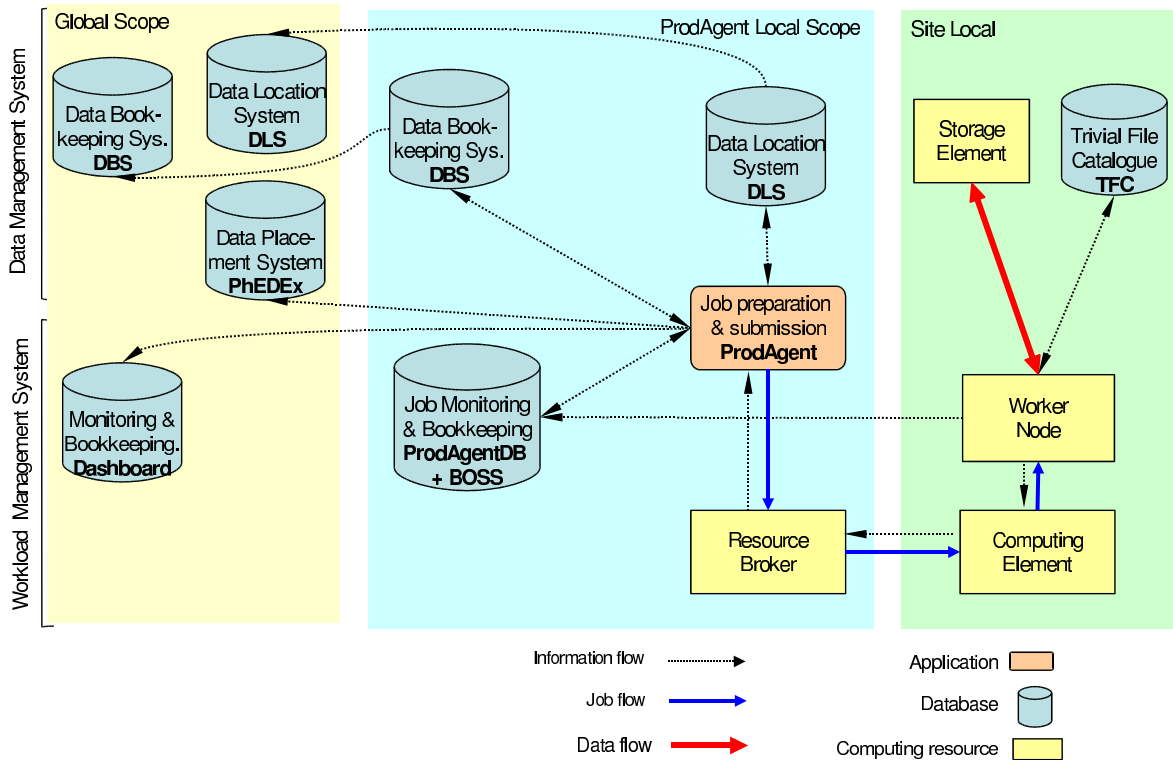 Global Scope
ProdAgent Local Scope
Site Local
Data Management System
Workload Management System
Data Book-
keeping Sys.
DBS
Data Location
System
DLS
Data Place-
ment System
PhEDEx
Monitoring &
Bookkeeping.
Dashboard
Data Book-
keeping Sys.
DBS
Data Location
System
DLS
Job preparation
& submission
ProdAgent
Job Monitoring
& Bookkeeping
ProdAgentDB
+ BOSS
Resource
Broker
Storage
Element
Trivial File
Catalogue
TFC
Worker
Node
Computing
Element
Information flow
Job flow
Data flow
Application
Database
Computing resource